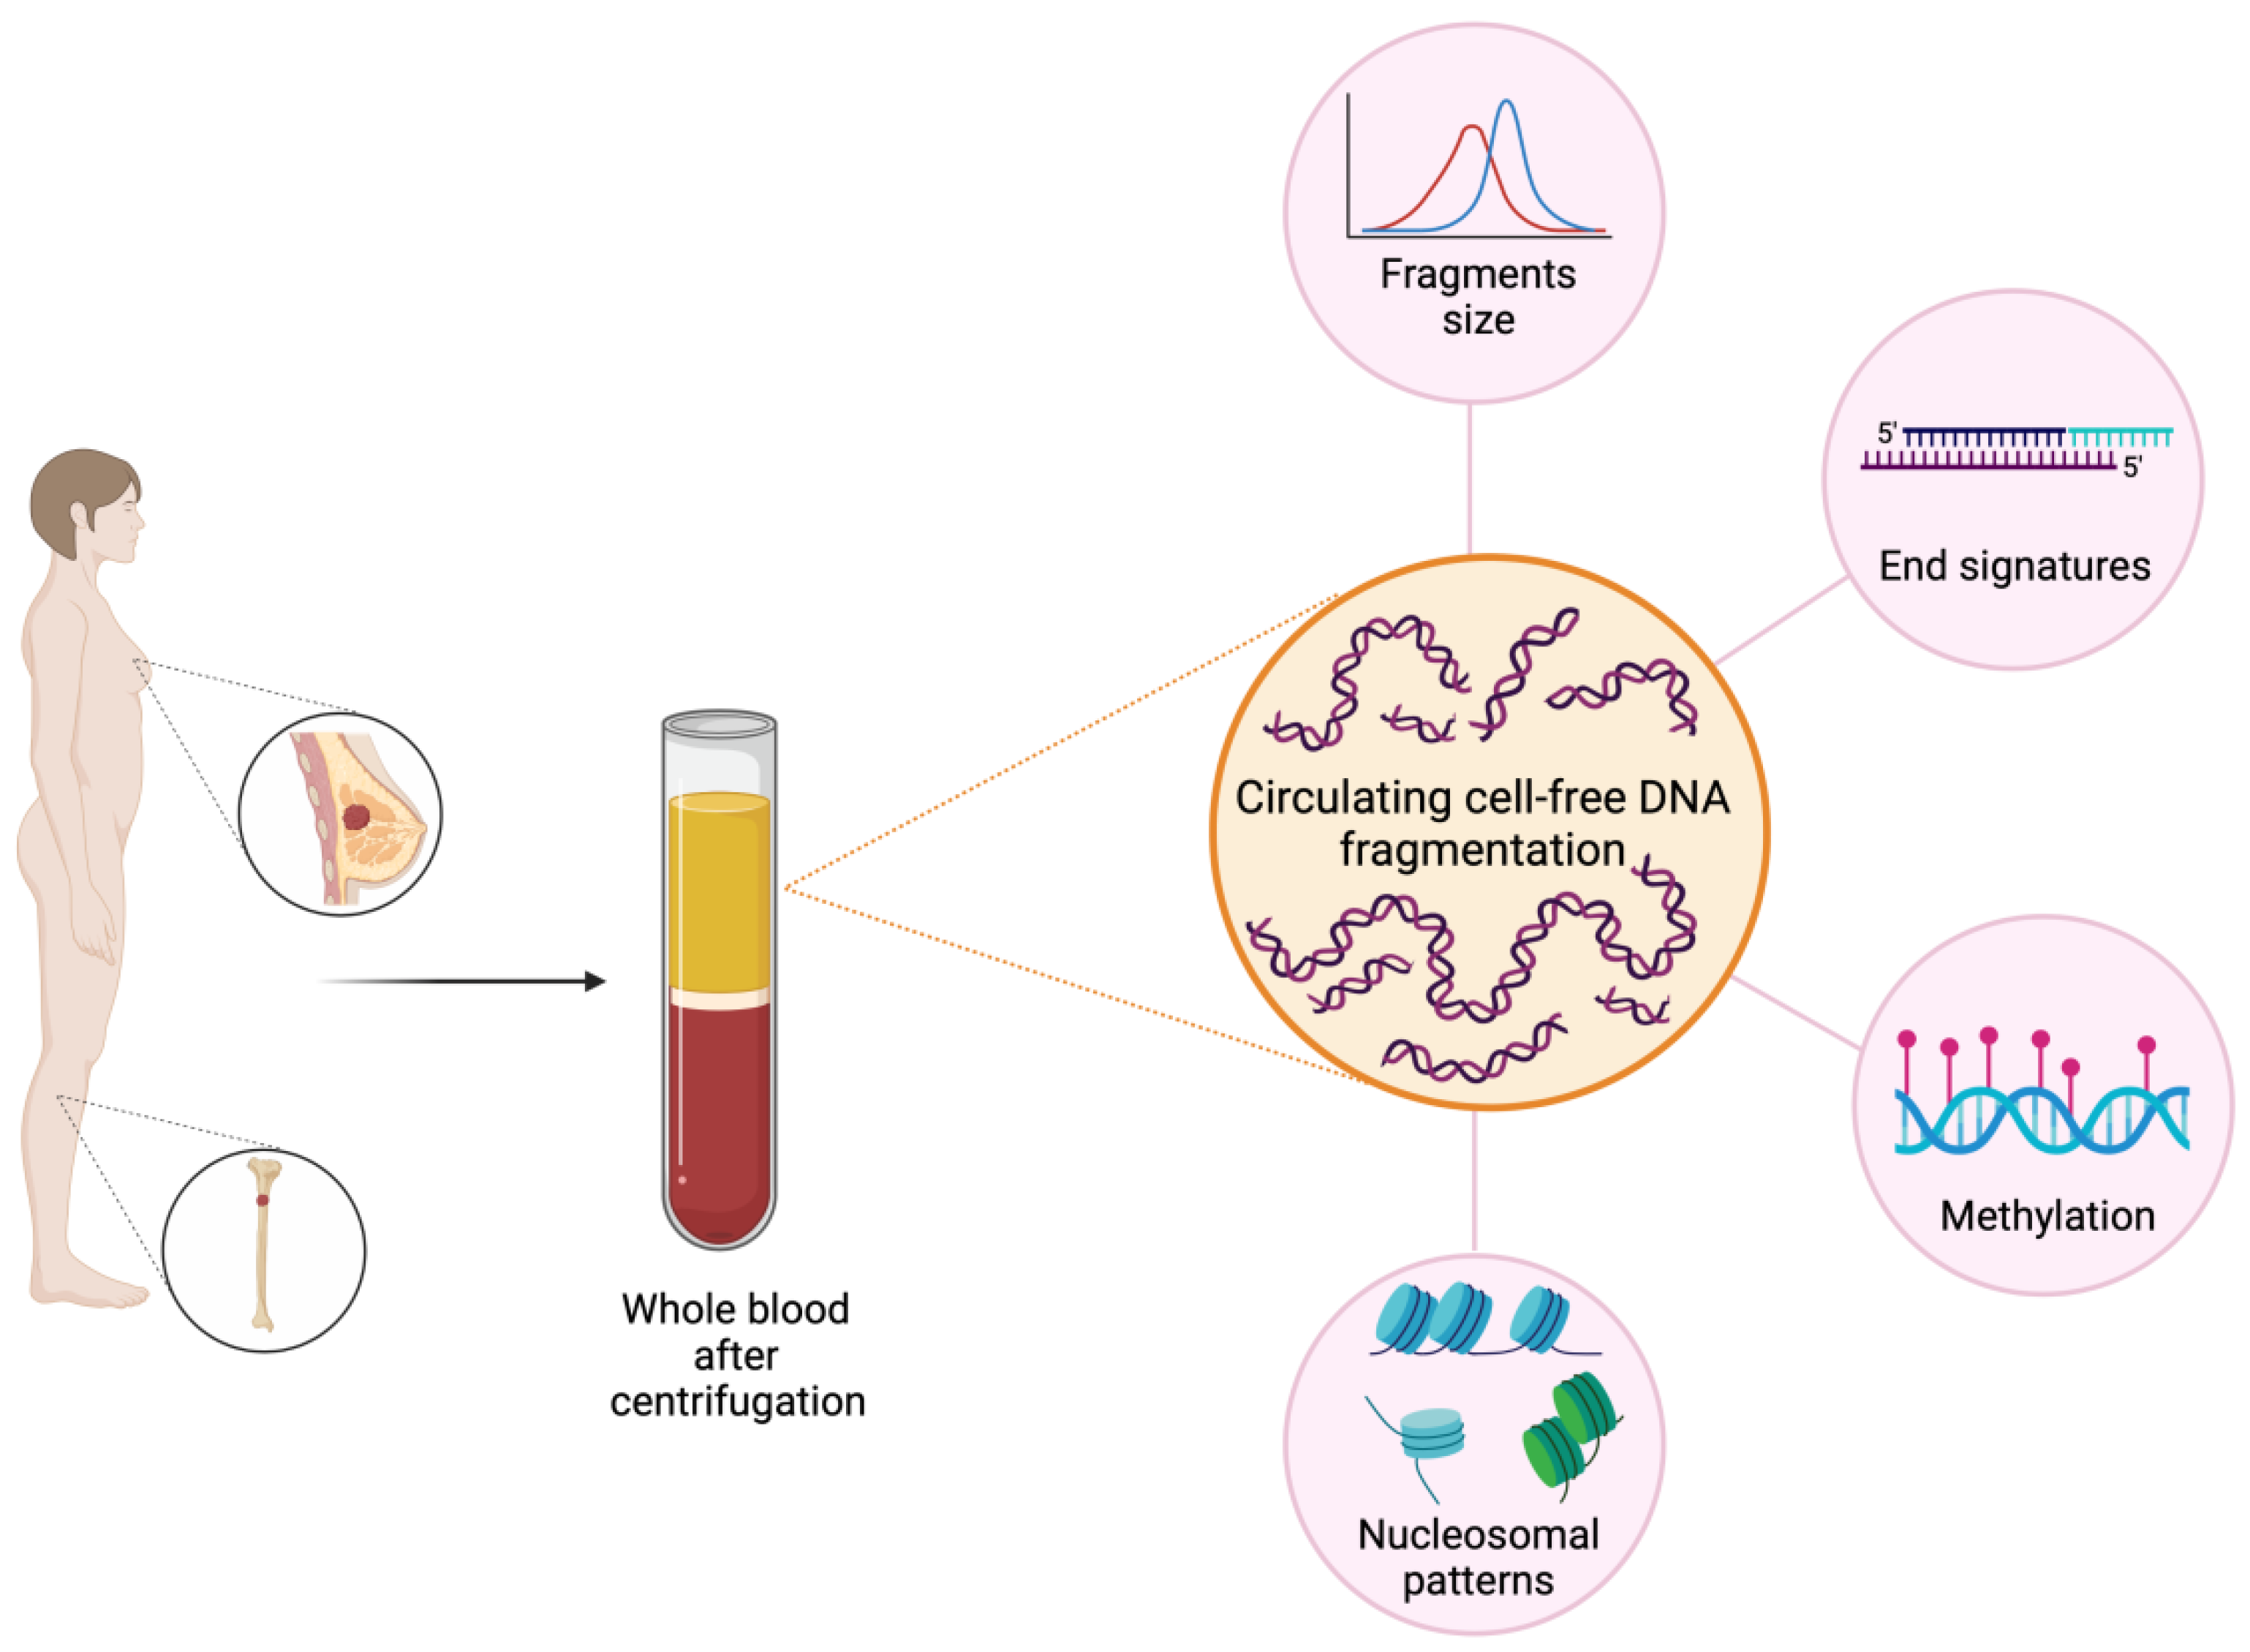 Fragments
size
5'
5'
End signatures
Circulating cell-free DNA
fragmentation
Methylation
Whole blood
after
centrifugation
Nucleosomal
patterns